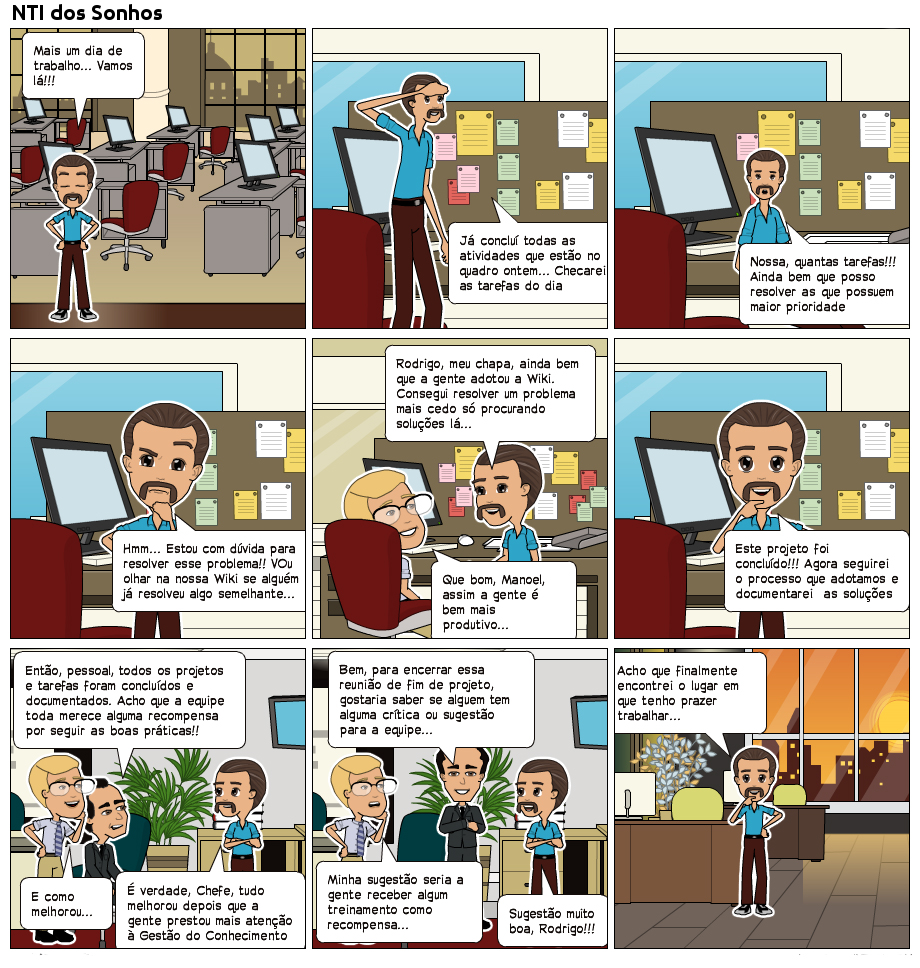 NTI dos Sonhos
Mais um dia de
trabalho... Vamos
lá!!!
Já concluí todas as
atividades que estão no
quadro ontem... Checarei
as tarefas do dia
Nossa, quantas tarefas!!!
Ainda bem que posso
resolver as que possuem
maior prioridade
Hmm... Estou com dúvida para
resolver esse problema!! VOu
olhar na nossa Wiki se alguém
já resolveu algo semelhante...
Rodrigo, meu chapa, ainda bem
que a gente adotou a Wiki.
Consegui resolver um problema
mais cedo só procurando
soluções lá...
Que bom, Manoel,
assim a gente é
bem mais
produtivo...
Este projeto foi
concluído!!! Agora seguirei
o processo que adotamos e
documentarei as soluções
Então, pessoal, todos os projetos
e tarefas foram concluídos e
documentados. Acho que a equipe
toda merece alguma recompensa
por seguir as boas práticas!!
E como
melhorou...
É verdade, Chefe, tudo
melhorou depois que a
gente prestou mais atenção
à Gestão do Conhecimento
Bem, para encerrar essa
reunião de fim de projeto,
gostaria saber se alguem tem
alguma crítica ou sugestão
para a equipe...
Minha sugestão seria a
gente receber algum
treinamento como
recompensa...
Sugestão muito
boa, Rodrigo!!!
Acho que finalmente
encontrei o lugar em
que tenho prazer
trabalhar...